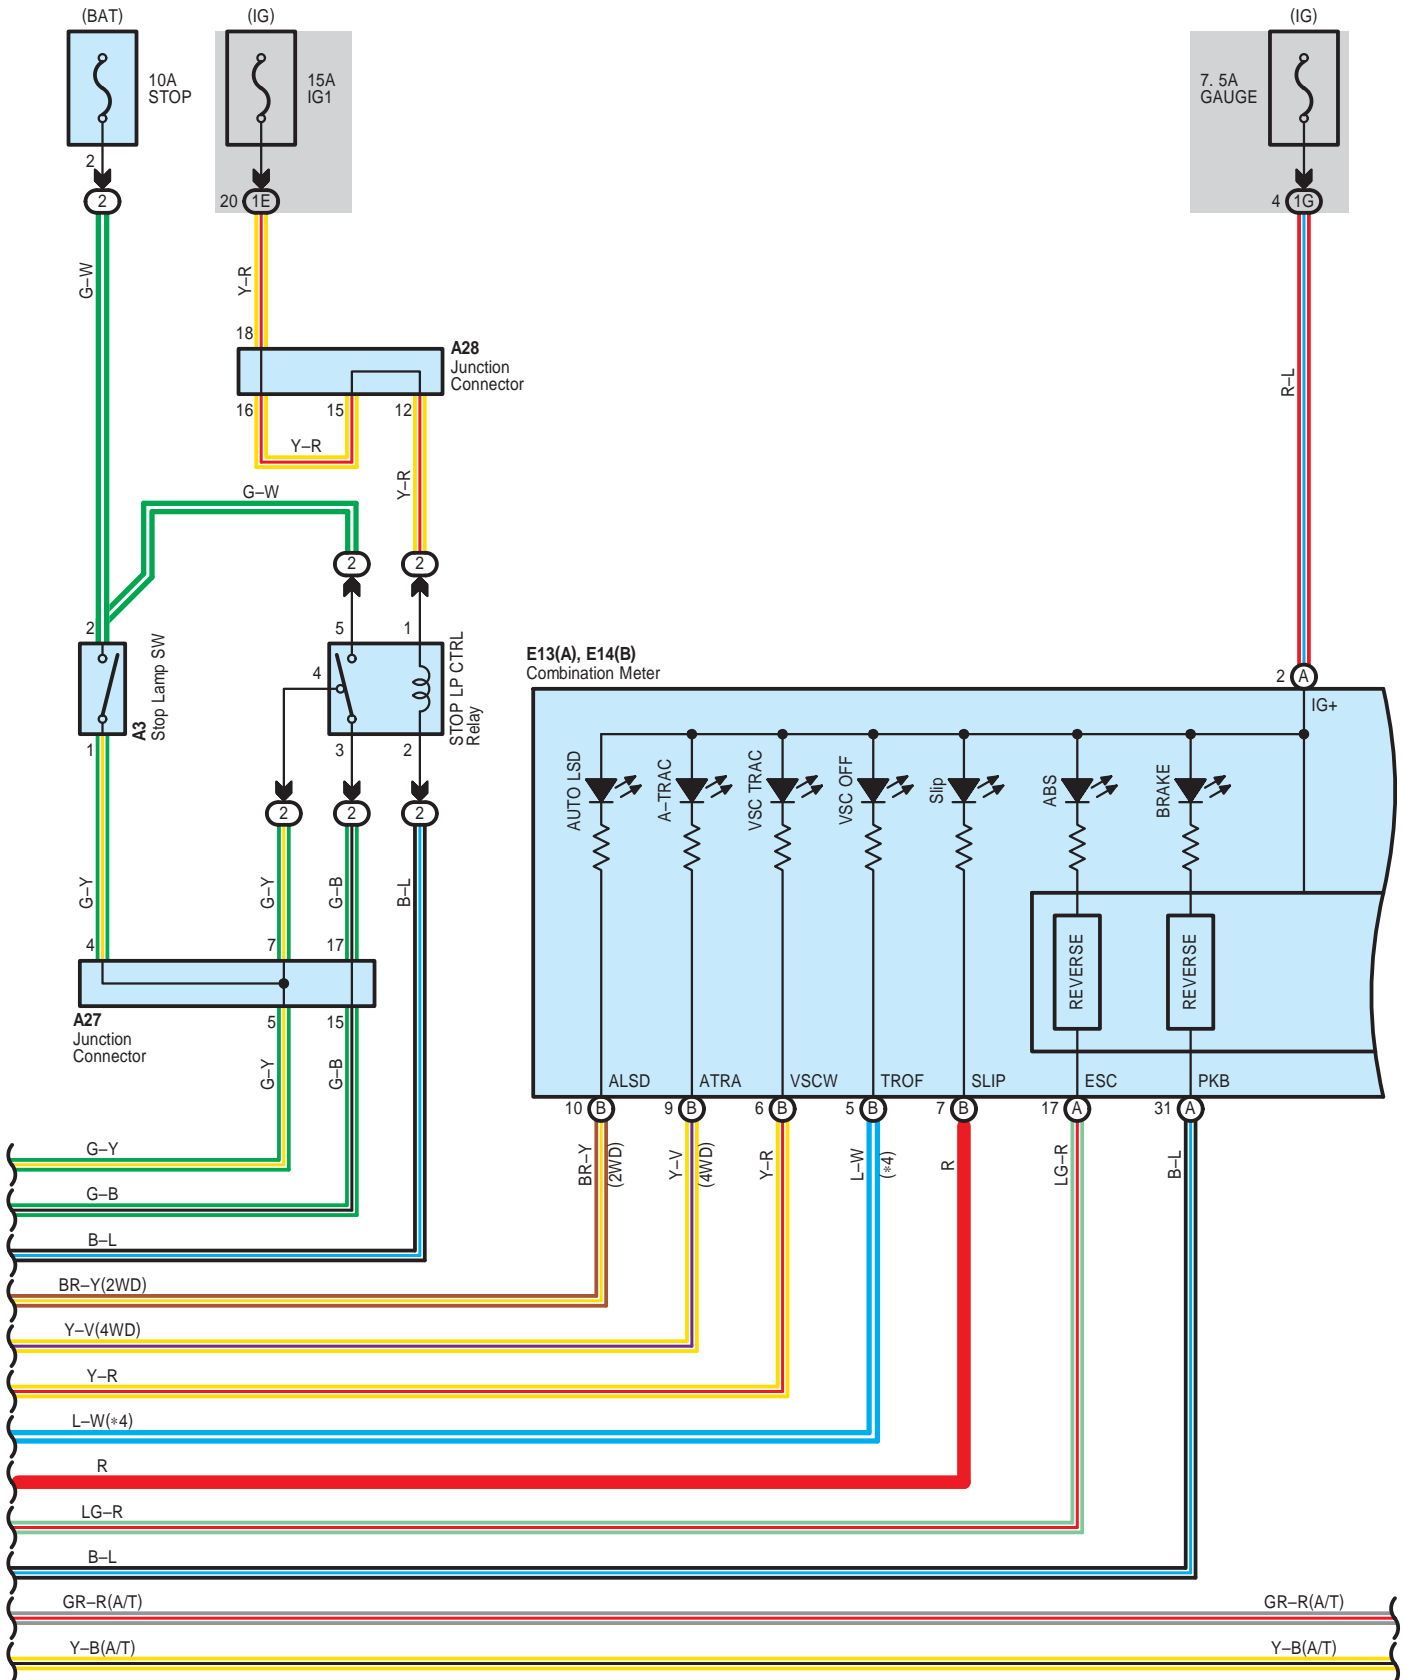 (BAT)
(IG)
(IG)
10A
STOP
15A
IG1
7. 5A
GAUGE
2
2
20
1E
4
1G
G–W
Y–R
R–L
18
A28
Junction
Connector
16
15
12
Y–R
Y–R
G–W
2
2
2
5
1
4
A3
Stop Lamp SW
STOP LP CTRL
Relay
1
3
2
2
2
2
E13(A), E14(B)
Combination Meter
2
A
IG+
AUTO LSD
A–TRAC
VSC TRAC
VSC OFF
Slip
ABS
BRAKE
G–Y
G–Y
G–B
B–L
4
7
17
REVERSE
REVERSE
A27
Junction
Connector
5
15
G–Y
G–B
ALSD
ATRA
VSCW
TROF
SLIP
ESC
PKB
10
B
9
B
6
B
5
B
7
B
17
A
31
A
BR–Y
(2WD)
Y–V
(4WD)
Y–R
L–W
(*4)
R
LG–R
B–L
G–Y
G–B
B–L
BR–Y(2WD)
Y–V(4WD)
Y–R
L–W(*4)
R
LG–R
B–L
GR–R(A/T)
GR–R(A/T)
Y–B(A/T)
Y–B(A/T)